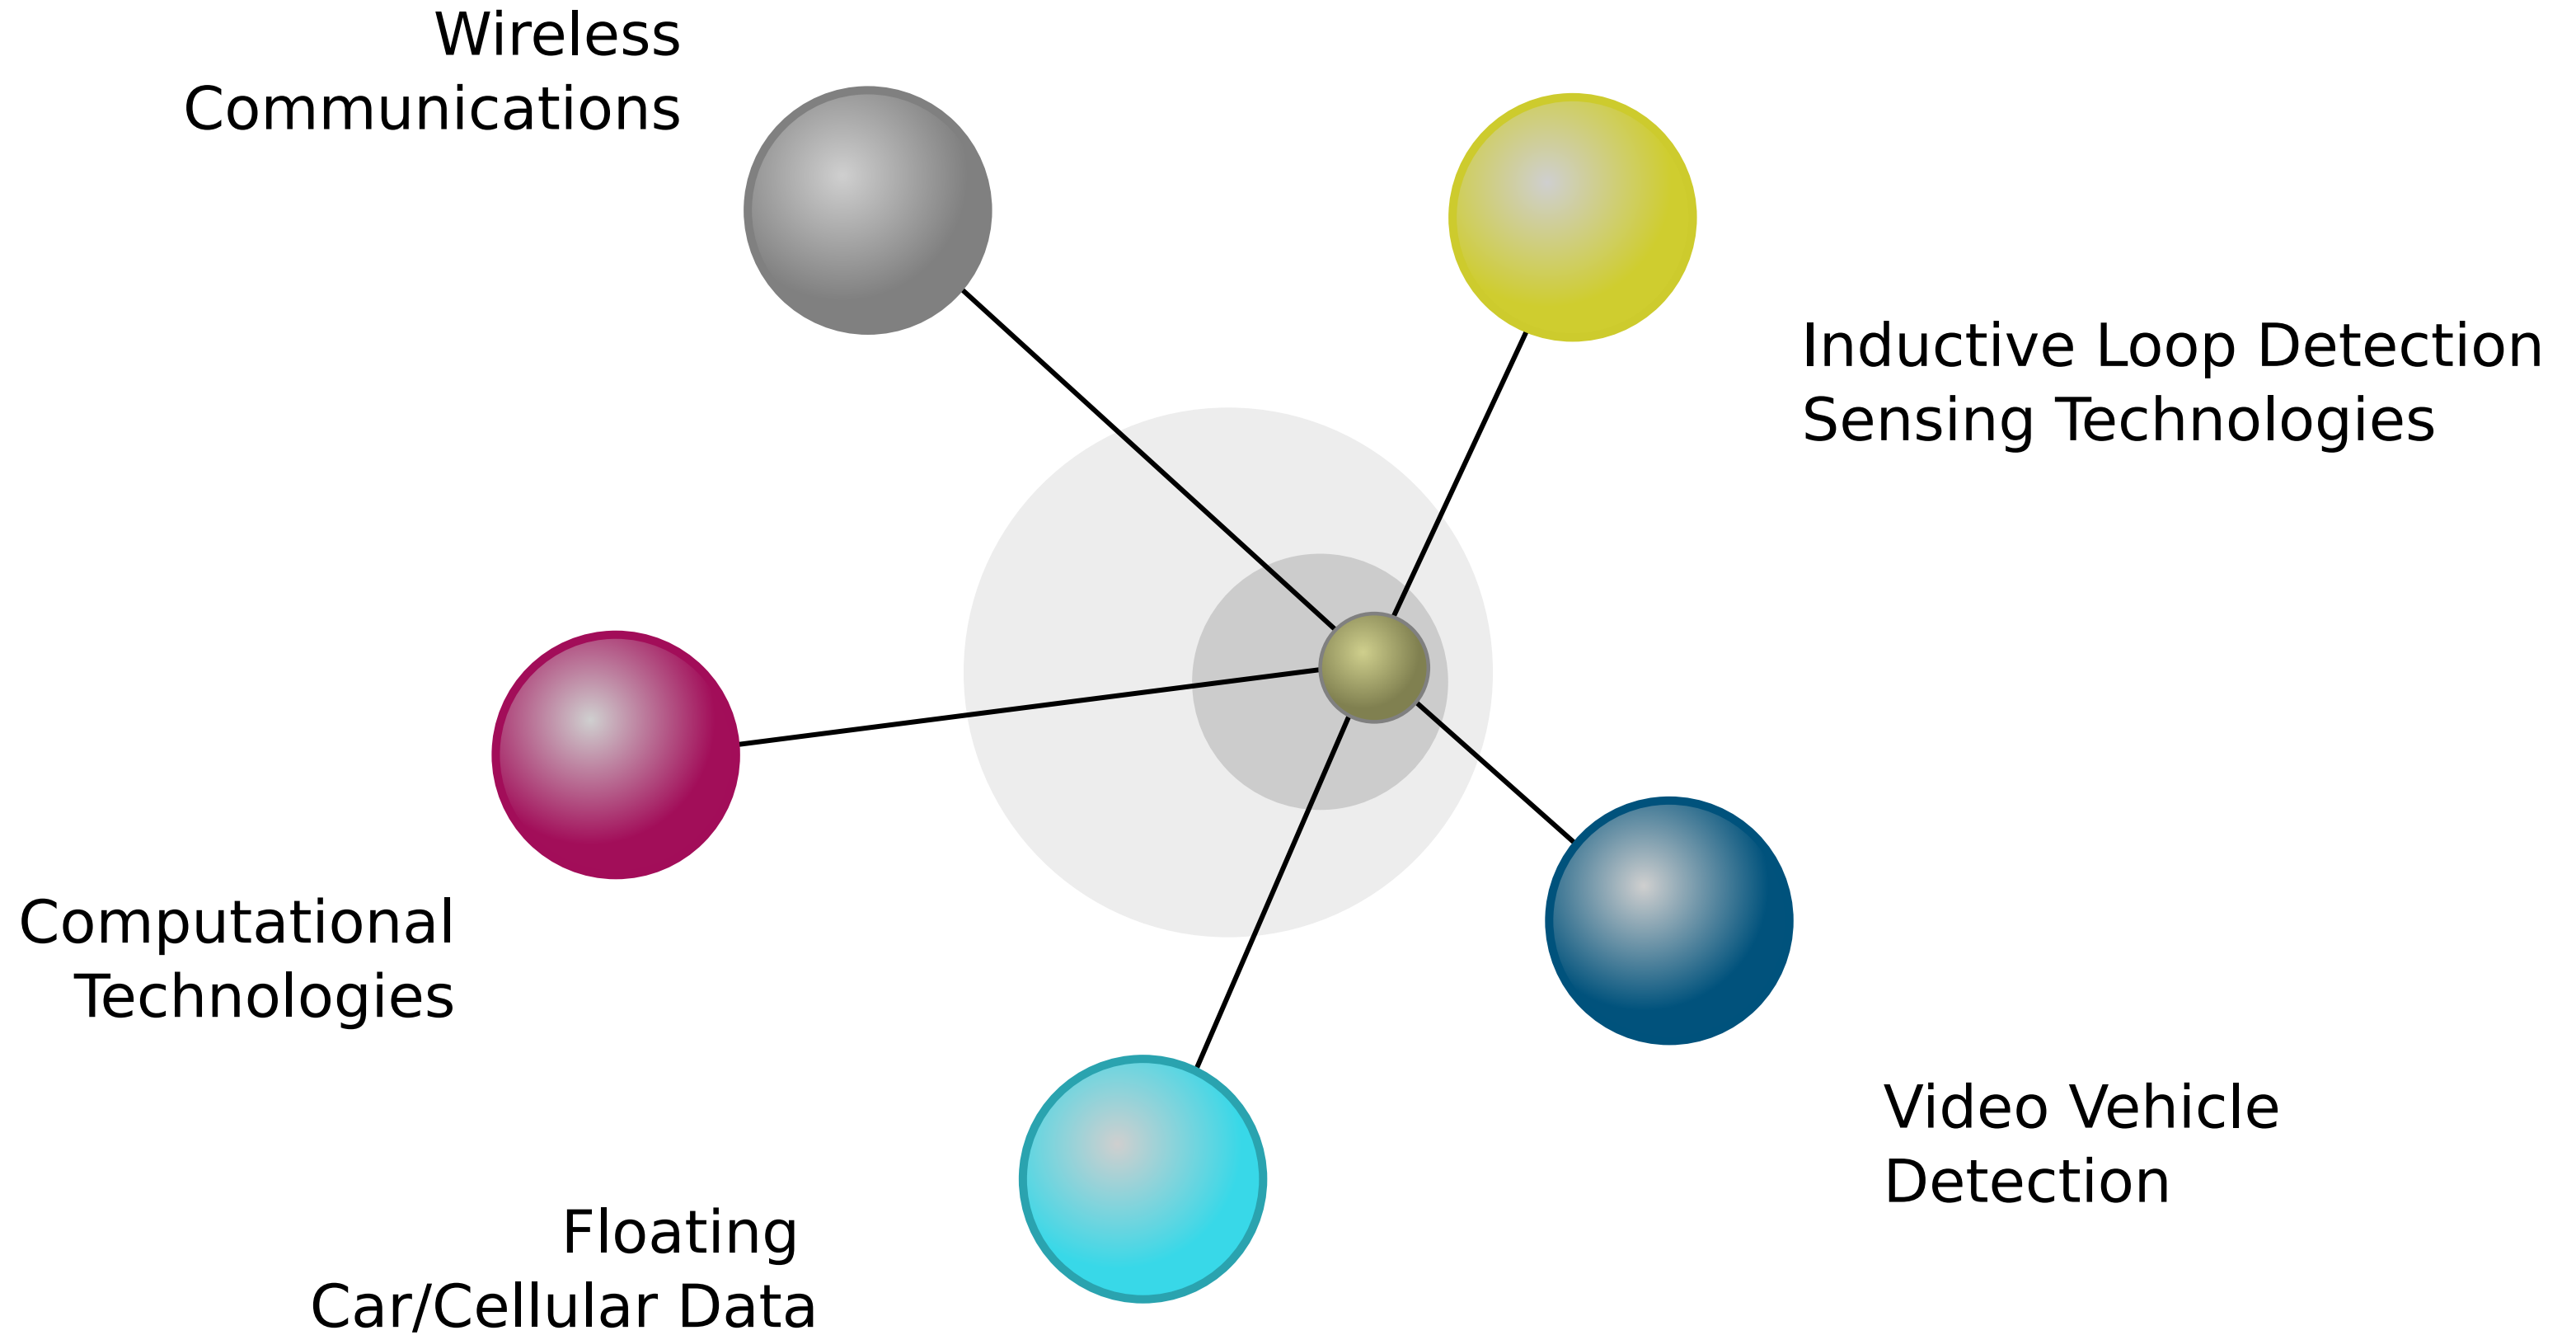 Wireless
Communications
Inductive Loop Detection
Sensing Technologies
Computational
Technologies
Video Vehicle
Detection
Floating
Car/Cellular Data